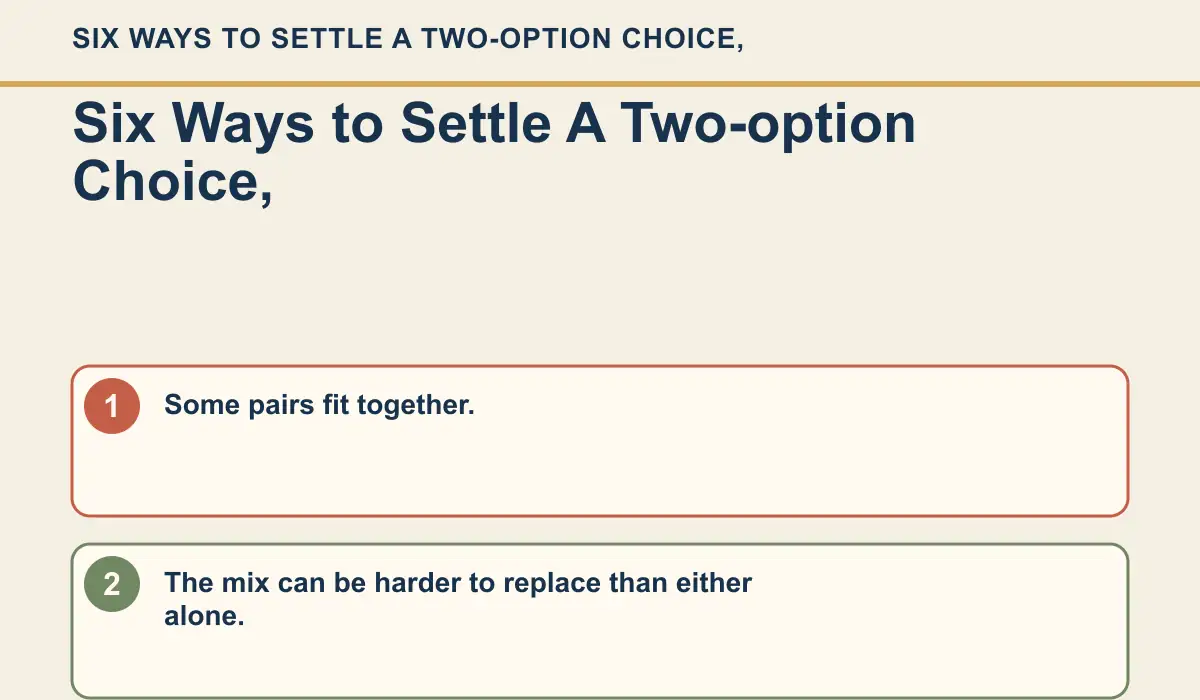 SIX WAYS TO SETTLE A TWO-OPTION CHOICE,
Six Ways to Settle A Two-option
Choice,
1
Some pairs fit together.
2
The mix can be harder to replace than either
alone.